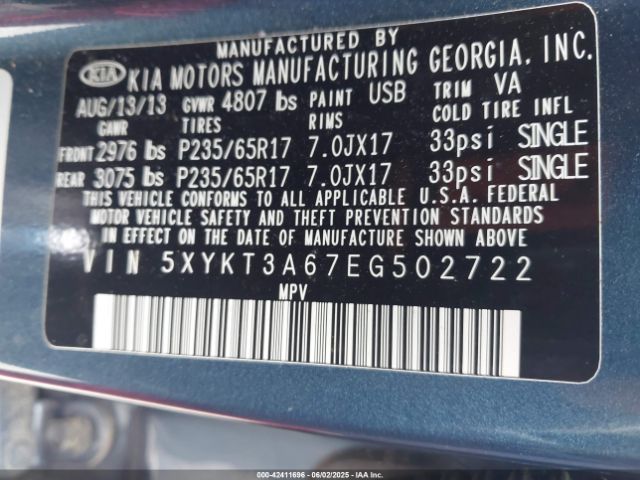 MANUFACTURED BY
KIA KIA MOTORS MANUFACTURING GEORGIA, INC.
AUG/13/13 GVWR 4807 lbs PAINT USB TRIM VA
GAWR TIRES RIMS COLD TIRE INFL
FRONT 2976 lbs P235/65R17 7.0JX17 33psi SINGLE
REAR 3075 lbs P235/65R17 7.0JX17 33psi SINGLE
THIS VEHICLE CONFORMS TO ALL APPLICABLE U.S.A. FEDERAL
MOTOR VEHICLE SAFETY AND THEFT PREVENTION STANDARDS
IN EFFECT ON THE DATE OF MANUFACTURE SHOWN ABOVE.
VIN 5XYKT3A67EG502722
MPV
000-42411696 06/02/2025 IAAI.COM